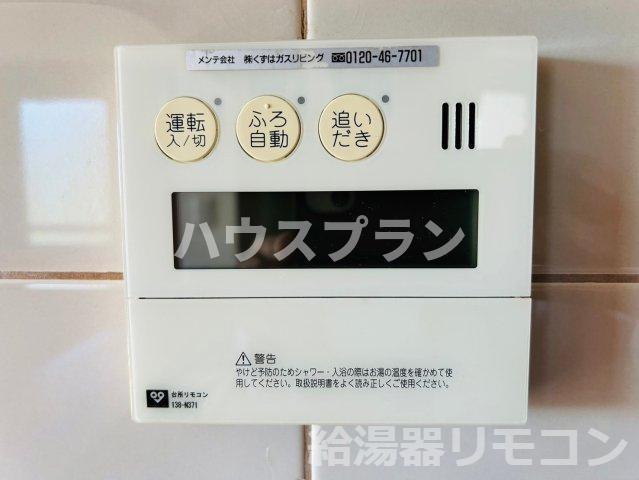 メンテ会社 ㈱くずはガスリビング 0120-46-7701
運転
入/切
ふろ
自動
追い
だき
ハウスプラン
警告
やけど予防のためシャワー・入浴の際はお湯の温度を確かめて使
用してください。取扱説明書をよく読み正しくご使用ください。
台所リモコン
138-N371
給湯器リモコン